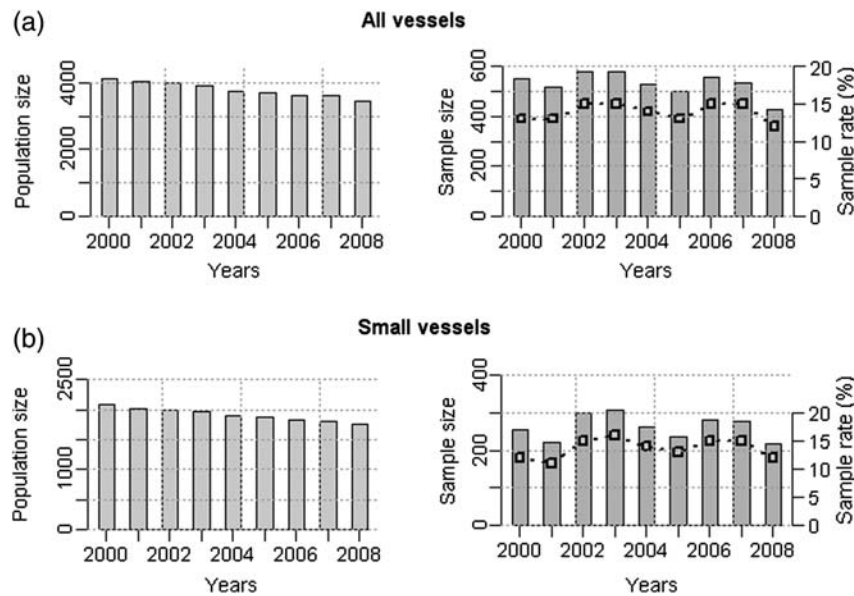 (a)
All vessels
Population size
0 2000 4000
2000 2002 2004 2006 2008
Years
Sample size
0 200 400 600
Sample rate (%)
0 5 10 15 20
2000 2002 2004 2006 2008
Years
(b)
Small vessels
Population size
0 1000 2500
2000 2002 2004 2006 2008
Years
Sample size
0 200 400
Sample rate (%)
0 5 10 15 20
2000 2002 2004 2006 2008
Years